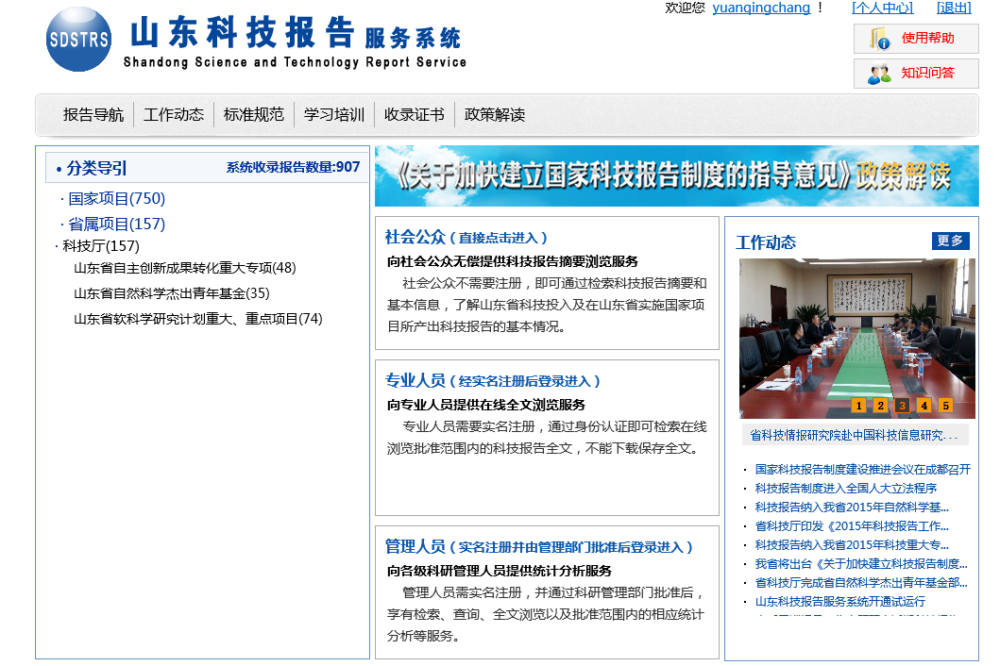 欢迎您 yuanqingchang ！ [个人中心] [退出]
SDSTRS
山东科技报告服务系统
Shandong Science and Technology Report Service
使用帮助
知识问答
报告导航 工作动态 标准规范 学习培训 收录证书 政策解读
• 分类导引 系统收录报告数量:907
· 国家项目(750)
· 省属项目(157)
· 科技厅(157)
山东省自主创新成果转化重大专项(48)
山东省自然科学杰出青年基金(35)
山东省软科学研究计划重大、重点项目(74)
《关于加快建立国家科技报告制度的指导意见》政策解读
社会公众（直接点击进入）
向社会公众无偿提供科技报告摘要浏览服务
社会公众不需要注册，即可通过检索科技报告摘要和
基本信息，了解山东省科技投入及在山东省实施国家项
目所产出科技报告的基本情况。
专业人员（经实名注册后登录进入）
向专业人员提供在线全文浏览服务
专业人员需要实名注册，通过身份认证即可检索在线
浏览批准范围内的科技报告全文，不能下载保存全文。
管理人员（实名注册并由管理部门批准后登录进入）
向各级科研管理人员提供统计分析服务
管理人员需实名注册，并通过科研管理部门批准后，
享有检索、查询、全文浏览以及批准范围内的相应统计
分析等服务。
工作动态 更多
1 2 3 4 5
省科技情报研究院赴中国科技信息研究...
· 国家科技报告制度建设推进会议在成都召开
· 科技报告制度进入全国人大立法程序
· 科技报告纳入我省2015年自然科学基...
· 省科技厅印发《2015年科技报告工作...
· 科技报告纳入我省2015年科技重大专...
· 我省将出台《关于加快建立科技报告制度...
· 省科技厅完成省自然科学杰出青年基金部...
· 山东科技报告服务系统开通试运行